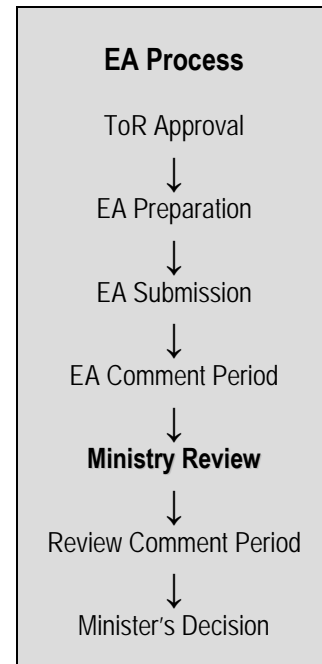 EA Process
ToR Approval
↓
EA Preparation
↓
EA Submission
↓
EA Comment Period
↓
Ministry Review
↓
Review Comment Period
↓
Minister’s Decision